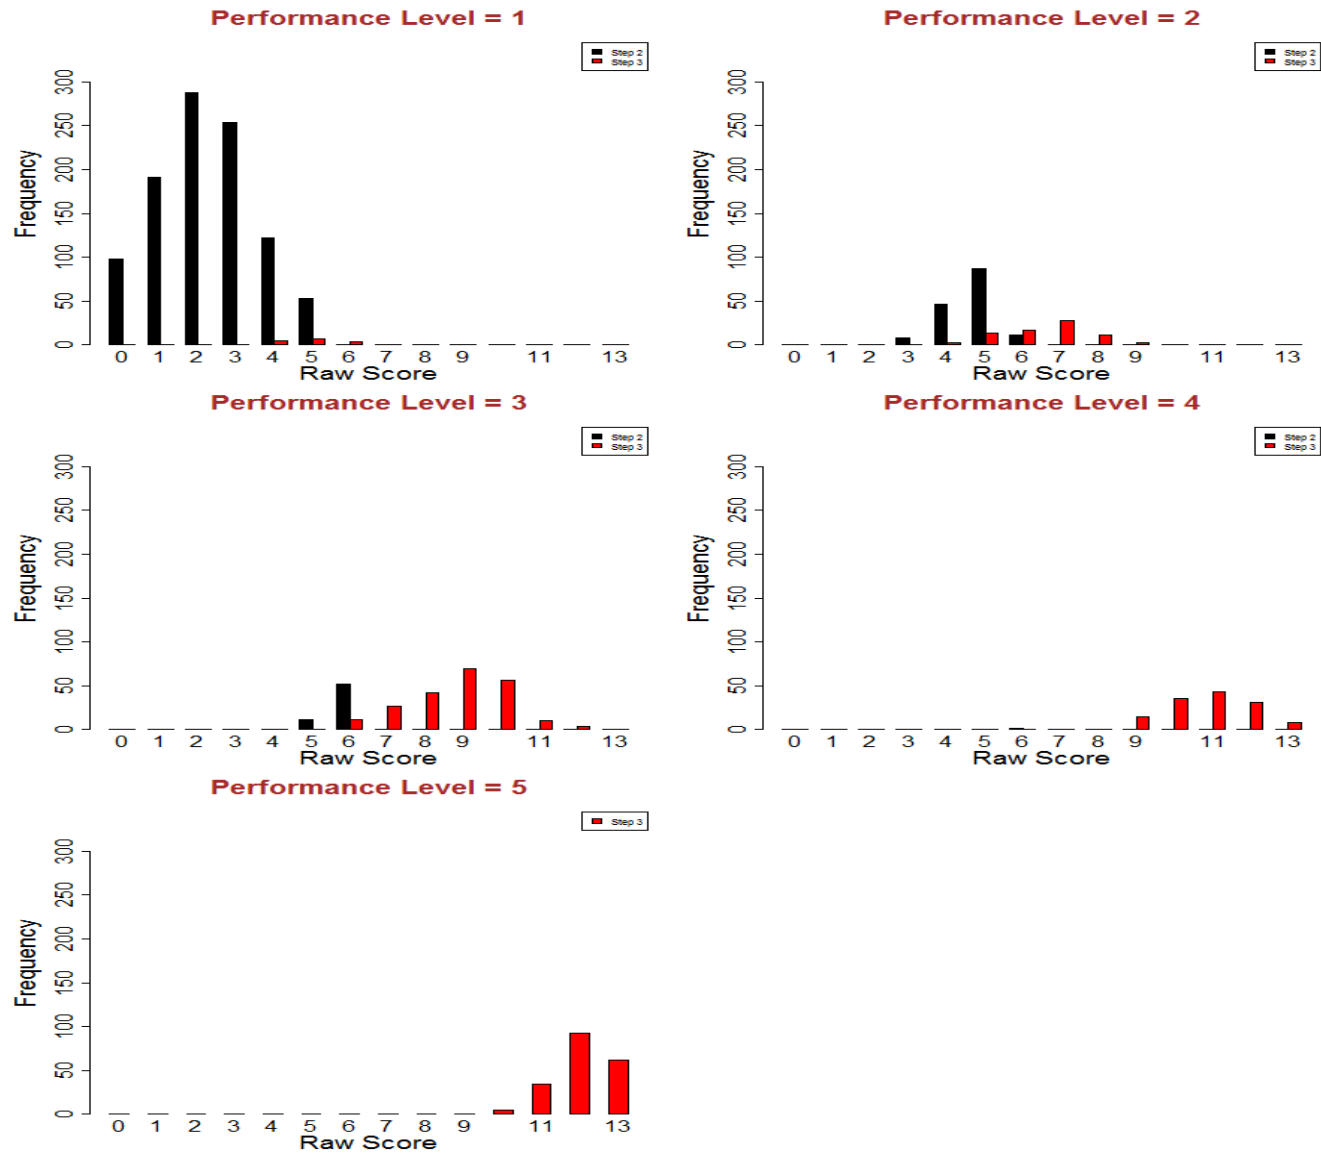 Performance Level = 1
Step 2
Step 3
Frequency
300
250
200
150
100
50
0
0 1 2 3 4 5 6 7 8 9 11 13
Raw Score
Performance Level = 2
Step 2
Step 3
Frequency
300
250
200
150
100
50
0
0 1 2 3 4 5 6 7 8 9 11 13
Raw Score
Performance Level = 3
Step 2
Step 3
Frequency
300
250
200
150
100
50
0
0 1 2 3 4 5 6 7 8 9 11 13
Raw Score
Performance Level = 4
Step 2
Step 3
Frequency
300
250
200
150
100
50
0
0 1 2 3 4 5 6 7 8 9 11 13
Raw Score
Performance Level = 5
Step 3
Frequency
300
250
200
150
100
50
0
0 1 2 3 4 5 6 7 8 9 11 13
Raw Score